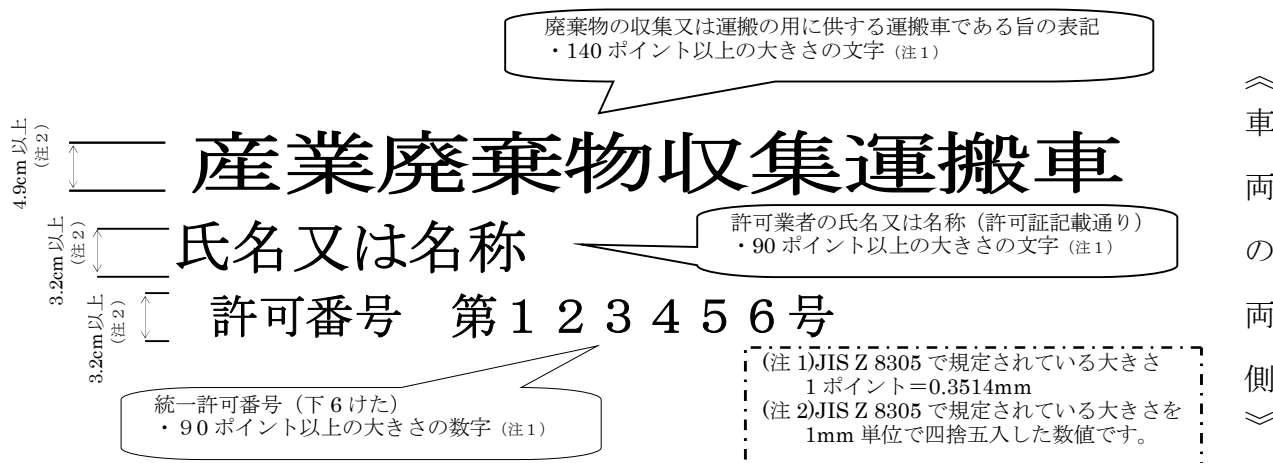 廃棄物の収集又は運搬の用に供する運搬車である旨の表記
・140 ポイント以上の大きさの文字（注１）
4.9cm 以上
（注２）
産業廃棄物収集運搬車
3.2cm 以上
（注２）
氏名又は名称
許可業者の氏名又は名称（許可証記載通り）
・90 ポイント以上の大きさの文字（注１）
3.2cm 以上
（注２）
許可番号　第１２３４５６号
統一許可番号（下 6 けた）
・９0 ポイント以上の大きさの数字（注１）
(注 1)JIS Z 8305 で規定されている大きさ
1 ポイント＝0.3514mm
(注 2)JIS Z 8305 で規定されている大きさを
1mm 単位で四捨五入した数値です。
《車両の両側》